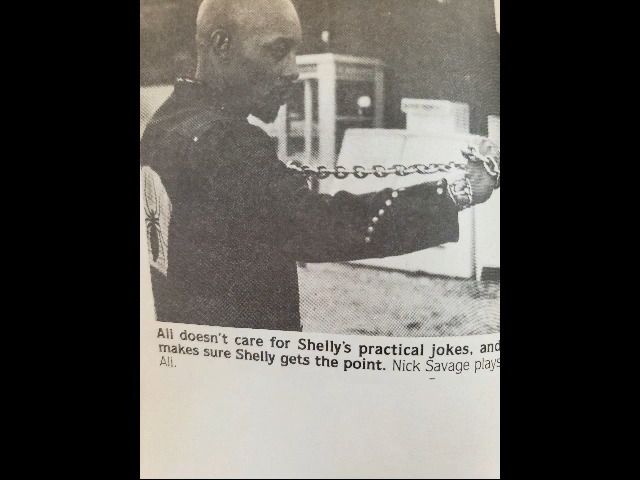 Ali doesn't care for Shelly's practical jokes, and
makes sure Shelly gets the point. Nick Savage plays
Ali.